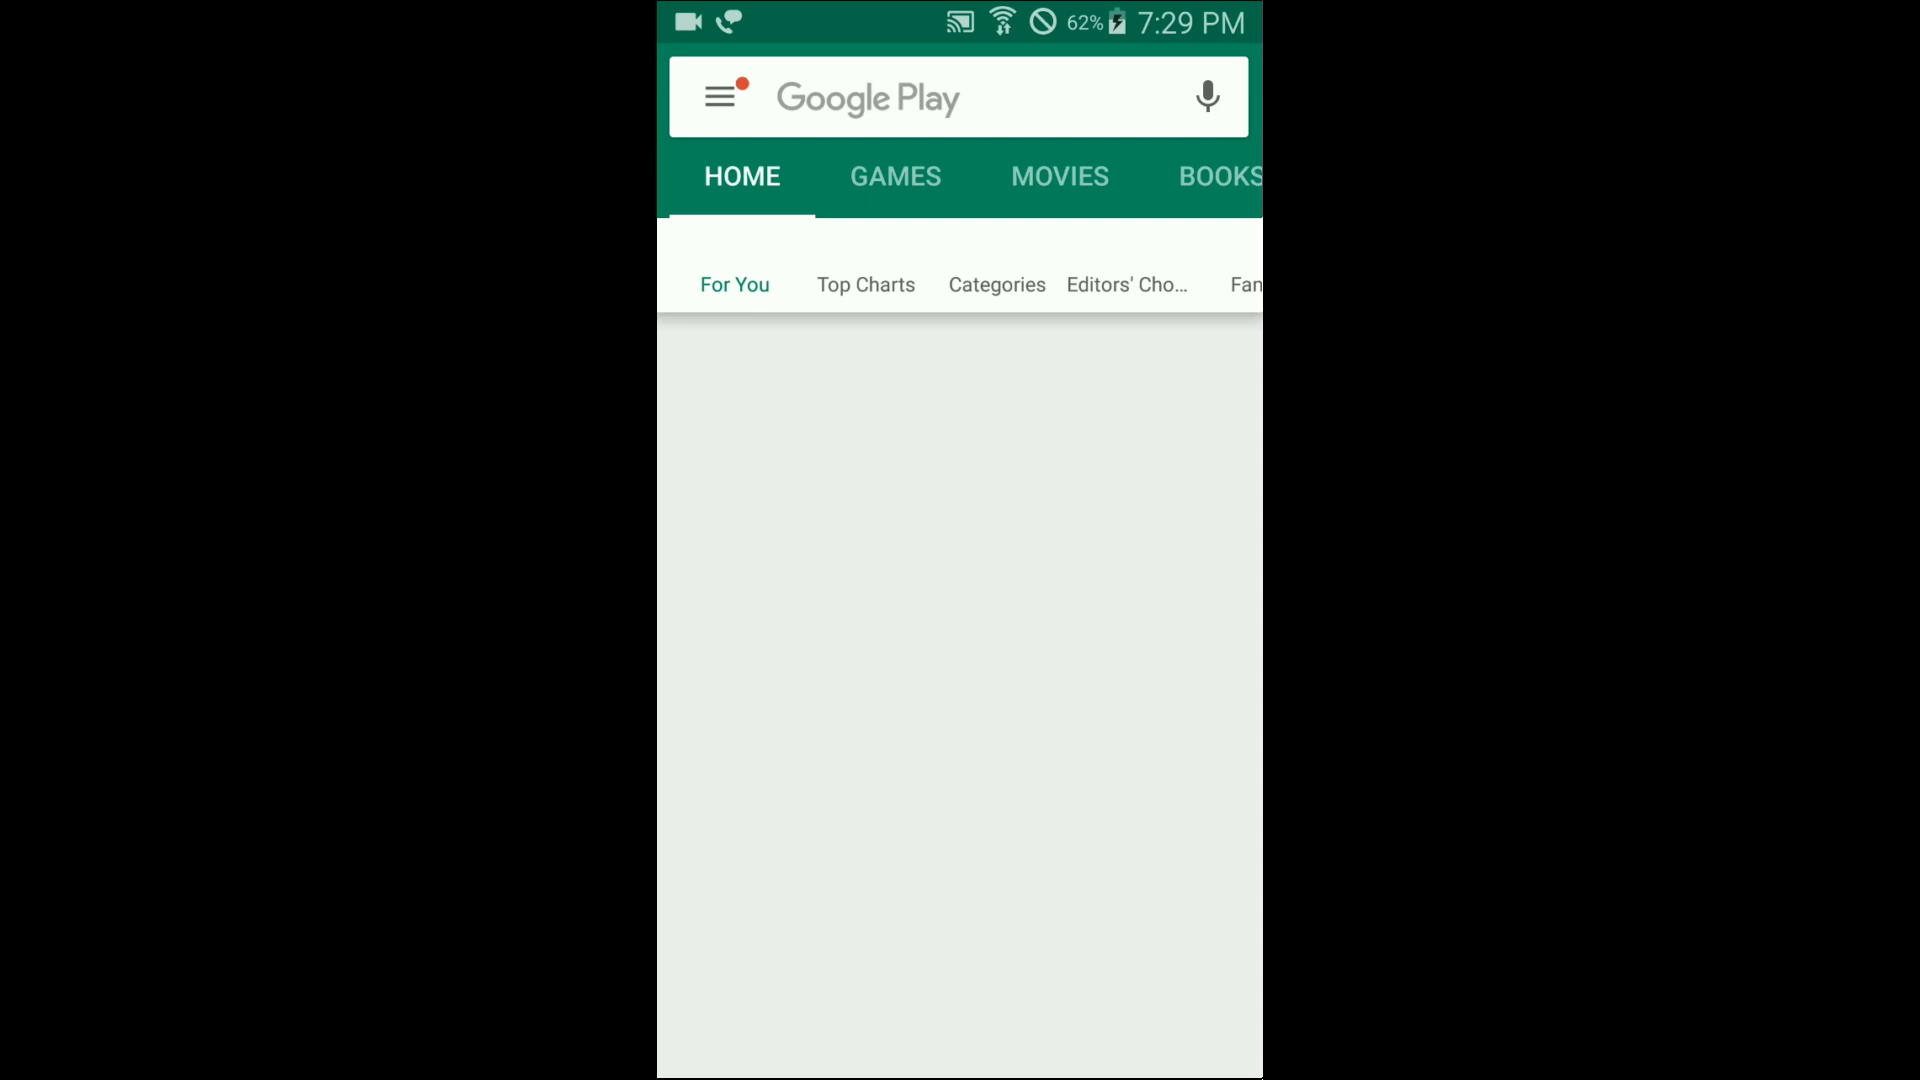 62% 7:29 PM
Google Play
HOME GAMES MOVIES BOOKS
For You Top Charts Categories Editors' Cho... Fan